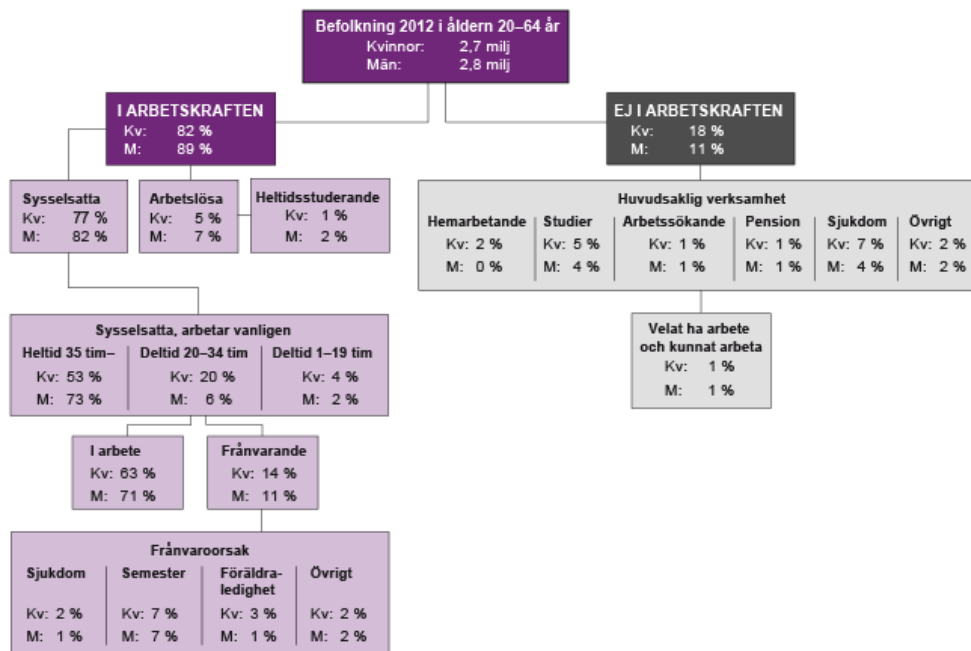 Befolkning 2012 i åldern 20–64 år
Kvinnor: 2,7 milj
Män: 2,8 milj
I ARBETSKRAFTEN
Kv: 82 %
M: 89 %
EJ I ARBETSKRAFTEN
Kv: 18 %
M: 11 %
Sysselsatta
Kv: 77 %
M: 82 %
Arbetslösa
Kv: 5 %
M: 7 %
Heltidsstuderande
Kv: 1 %
M: 2 %
Huvudsaklig verksamhet
Hemarbetande Studier Arbetssökande Pension Sjukdom Övrigt
Kv: 2 % Kv: 5 % Kv: 1 % Kv: 1 % Kv: 7 % Kv: 2 %
M: 0 % M: 4 % M: 1 % M: 1 % M: 4 % M: 2 %
Velat ha arbete
och kunnat arbeta
Kv: 1 %
M: 1 %
Sysselsatta, arbetar vanligen
Heltid 35 tim– Deltid 20–34 tim Deltid 1–19 tim
Kv: 53 % Kv: 20 % Kv: 4 %
M: 73 % M: 6 % M: 2 %
I arbete
Kv: 63 %
M: 71 %
Frånvarande
Kv: 14 %
M: 11 %
Frånvaroorsak
Sjukdom Semester Föräldra-
ledighet Övrigt
Kv: 2 % Kv: 7 % Kv: 3 % Kv: 2 %
M: 1 % M: 7 % M: 1 % M: 2 %